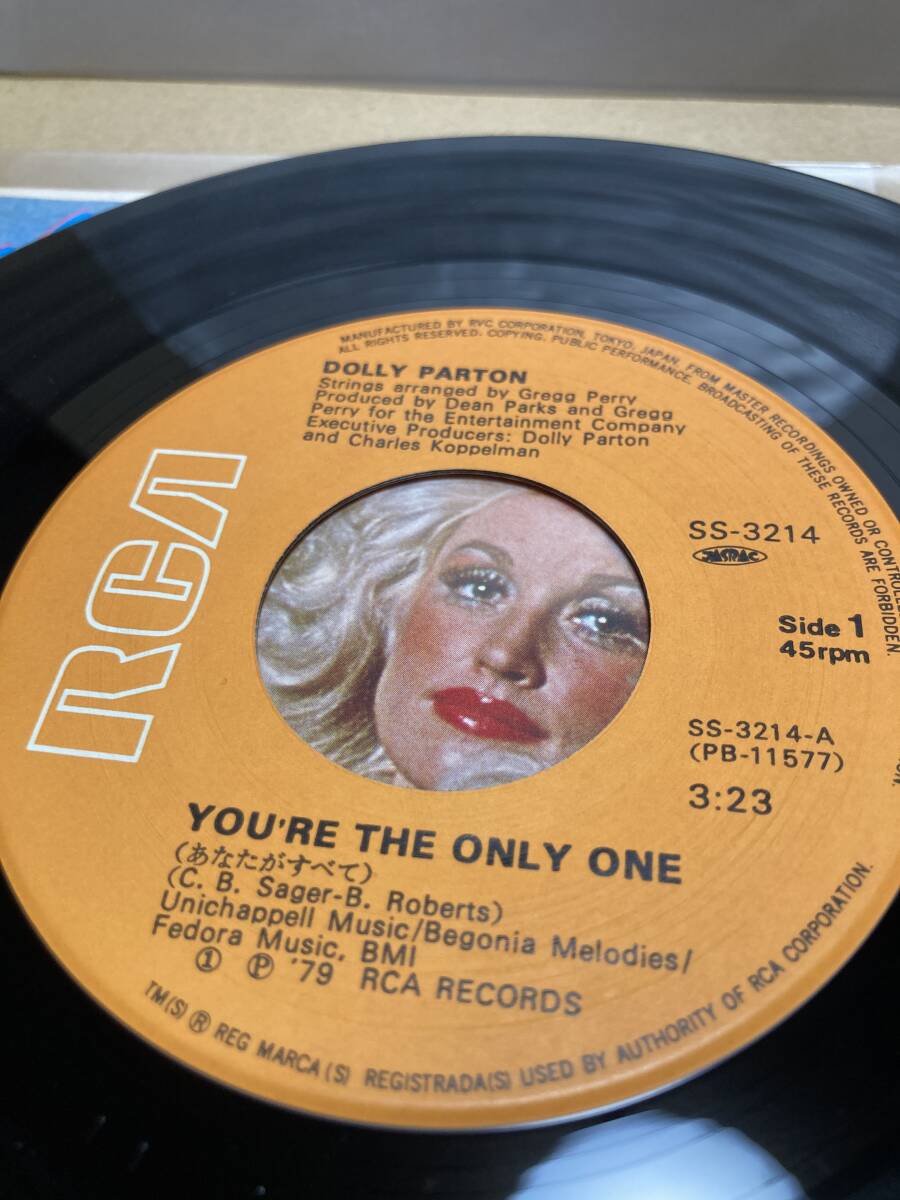 MANUFACTURED BY RVC CORPORATION, TOKYO, JAPAN, FROM MASTER RECORDINGS OWNED OR CONTROLLE
ALL RIGHTS RESERVED. COPYING, PUBLIC PERFORMANCE, BROADCASTING OF THESE RECORDS ARE FORBIDDEN.
DOLLY PARTON
Strings arranged by Gregg Perry
Produced by Dean Parks and Gregg
Perry for the Entertainment Company
Executive Producers: Dolly Parton
and Charles Koppelman
RCA
SS-3214
JASRAC
Side 1
45rpm
SS-3214-A
(PB-11577)
3:23
YOU'RE THE ONLY ONE
(あなたがすべて)
(C. B. Sager-B. Roberts)
Unichappell Music/Begonia Melodies/
Fedora Music, BMI
① Ⓟ '79 RCA RECORDS
TM(S) ® REG MARCA(S) REGISTRADA(S) USED BY AUTHORITY OF RCA CORPORATION.